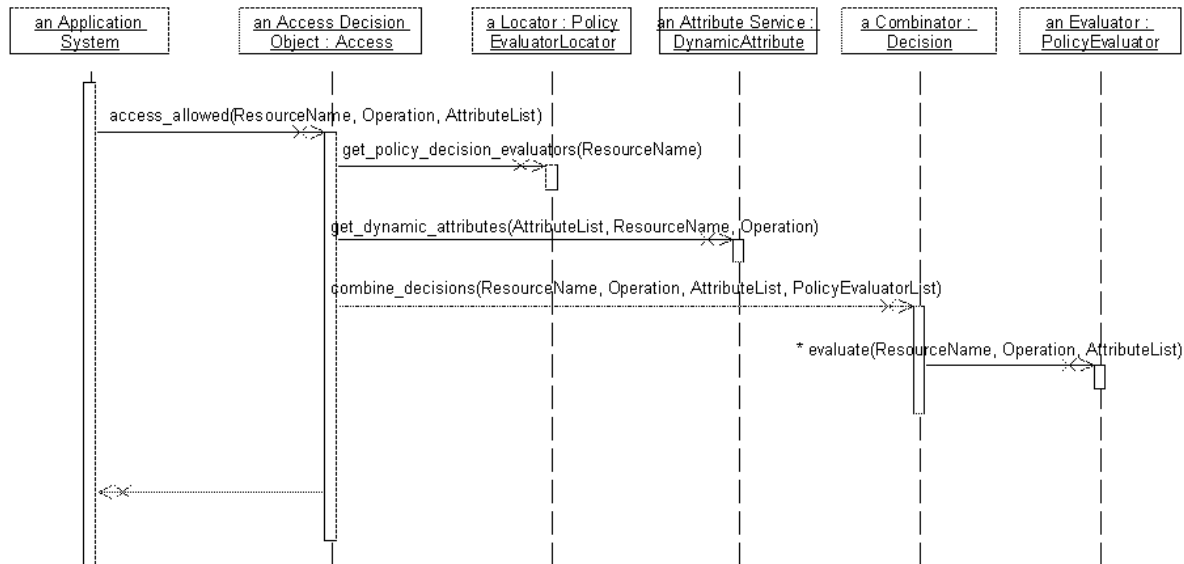 an Application
System
an Access Decision
Object : Access
a Locator : Policy
EvaluatorLocator
an Attribute Service :
DynamicAttribute
a Combinator :
Decision
an Evaluator :
PolicyEvaluator
access_allowed(ResourceName, Operation, AttributeList)
get_policy_decision_evaluators(ResourceName)
get_dynamic_attributes(AttributeList, ResourceName, Operation)
combine_decisions(ResourceName, Operation, AttributeList, PolicyEvaluatorList)
* evaluate(ResourceName, Operation, AttributeList)